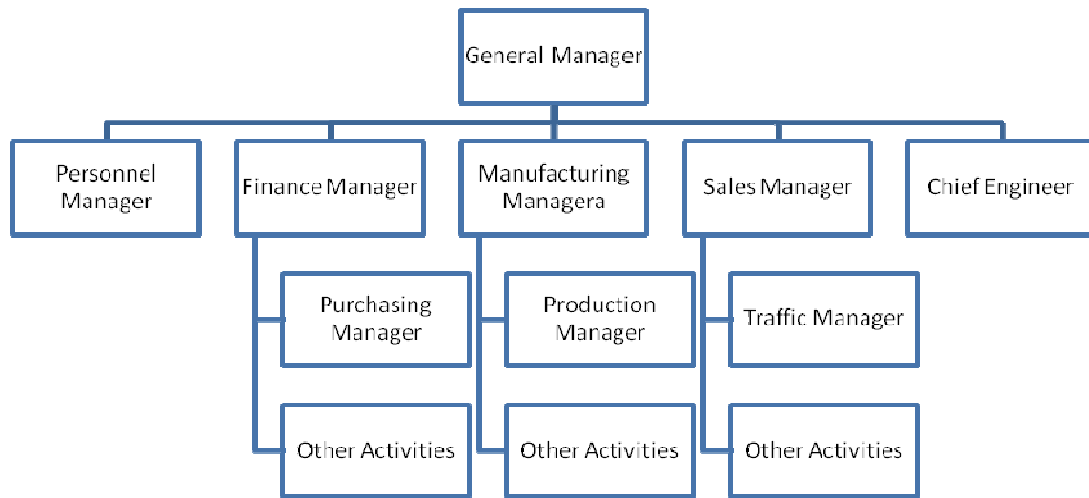 General Manager
Personnel
Manager
Finance Manager
Manufacturing
Managera
Sales Manager
Chief Engineer
Purchasing
Manager
Production
Manager
Traffic Manager
Other Activities
Other Activities
Other Activities